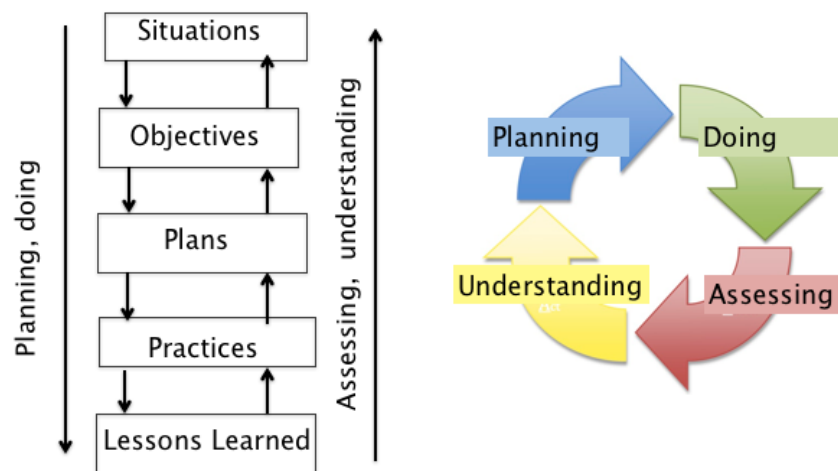 Situations
Objectives
Plans
Practices
Lessons Learned
Planning, doing
Assessing, understanding
Planning
Doing
Understanding
Assessing